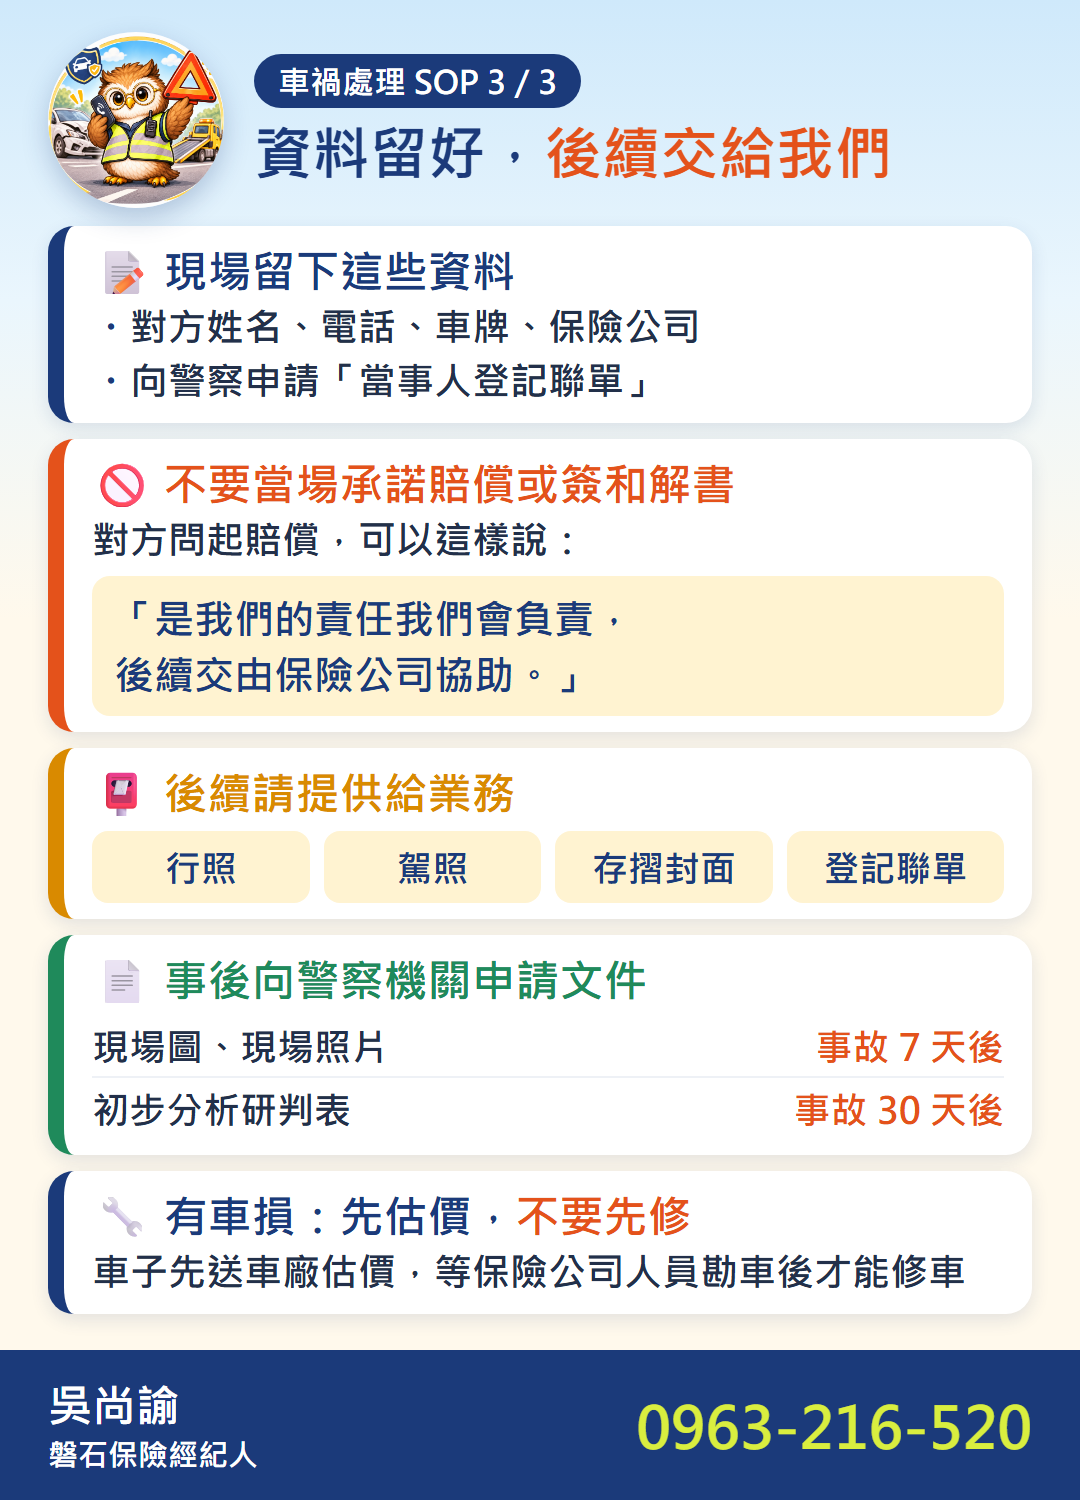 車禍處理 SOP 3 / 3
資料留好，後續交給我們
現場留下這些資料
・對方姓名、電話、車牌、保險公司
・向警察申請「當事人登記聯單」
不要當場承諾賠償或簽和解書
對方問起賠償，可以這樣說：
「是我們的責任我們會負責，
後續交由保險公司協助。」
後續請提供給業務
行照 駕照 存摺封面 登記聯單
事後向警察機關申請文件
現場圖、現場照片 事故 7 天後
初步分析研判表 事故 30 天後
有車損：先估價，不要先修
車子先送車廠估價，等保險公司人員勘車後才能修車
吳尚諭
磐石保險經紀人
0963-216-520